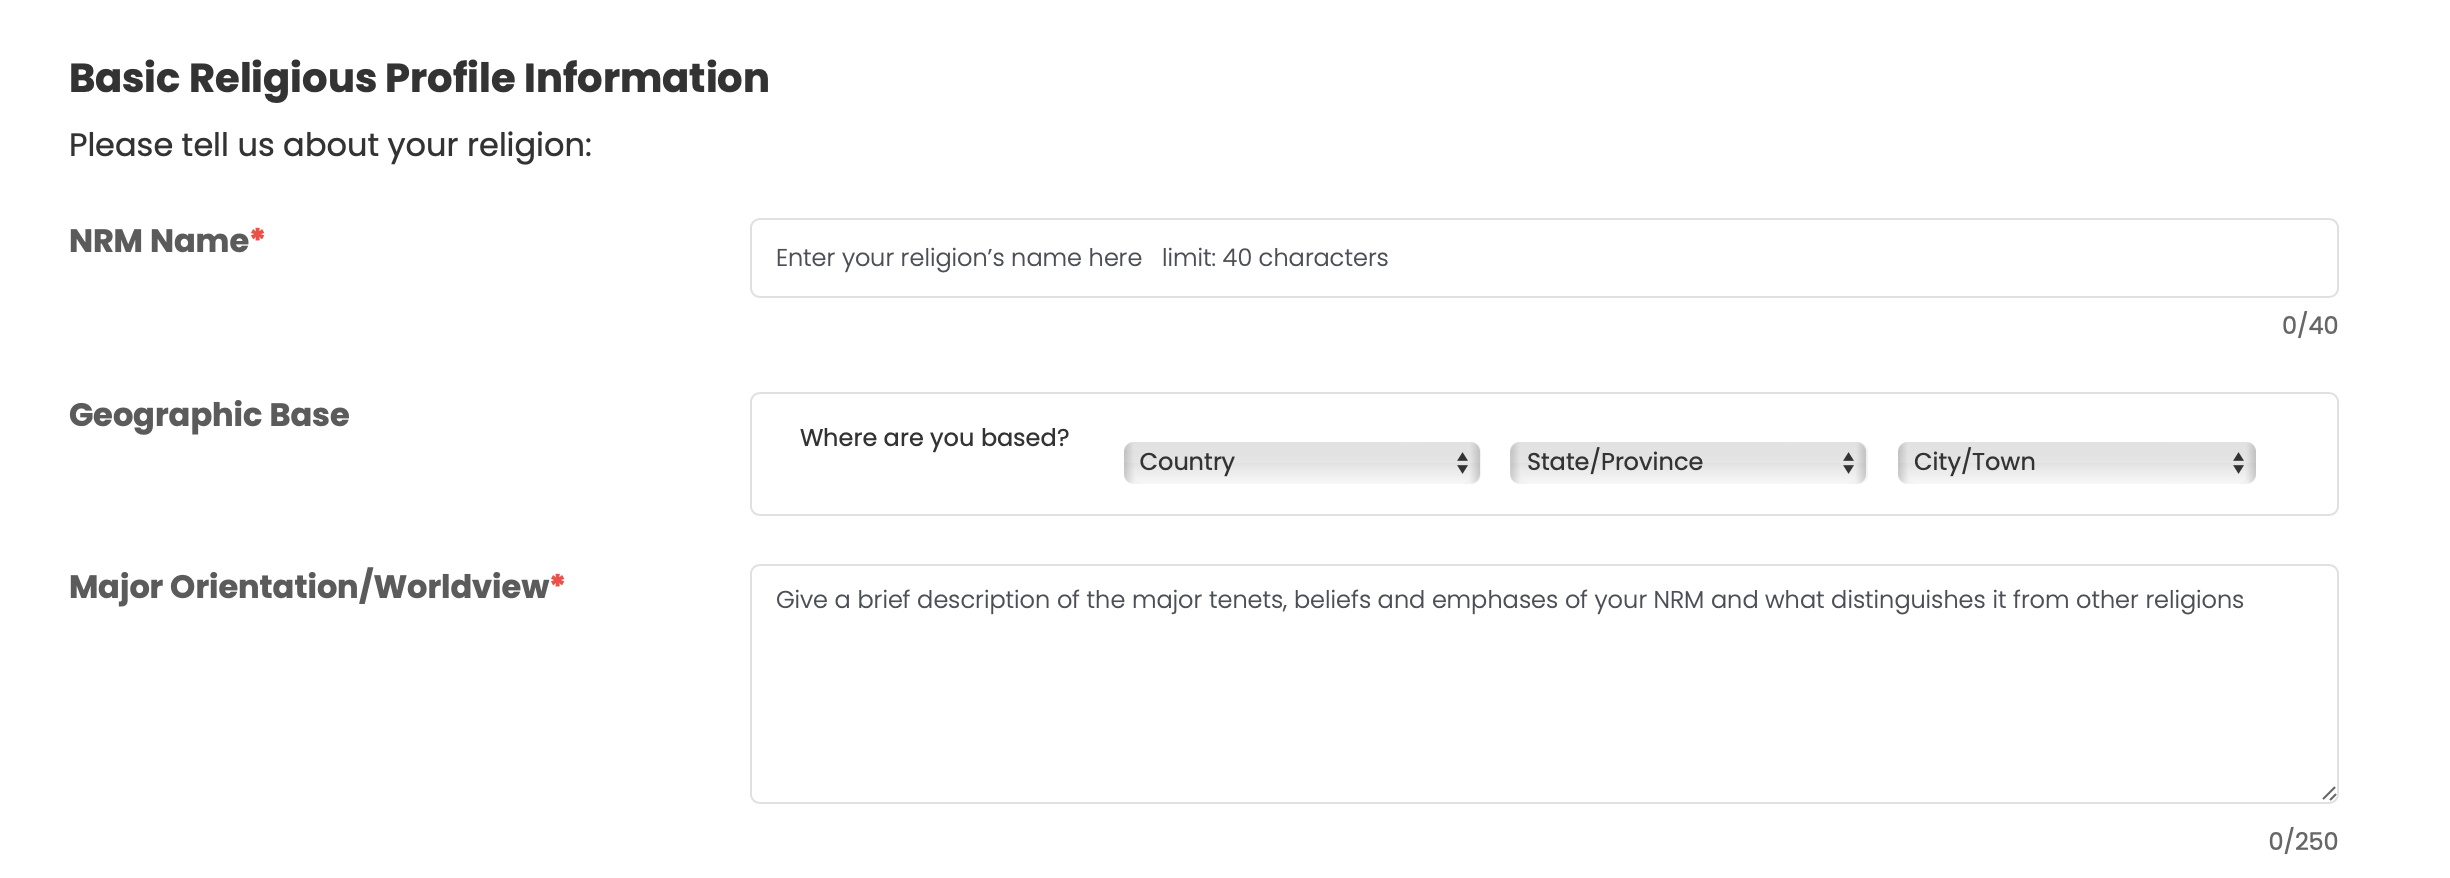 Basic Religious Profile Information
Please tell us about your religion:
NRM Name*
Enter your religion’s name here   limit: 40 characters
0/40
Geographic Base
Where are you based?
Country
State/Province
City/Town
Major Orientation/Worldview*
Give a brief description of the major tenets, beliefs and emphases of your NRM and what distinguishes it from other religions
0/250